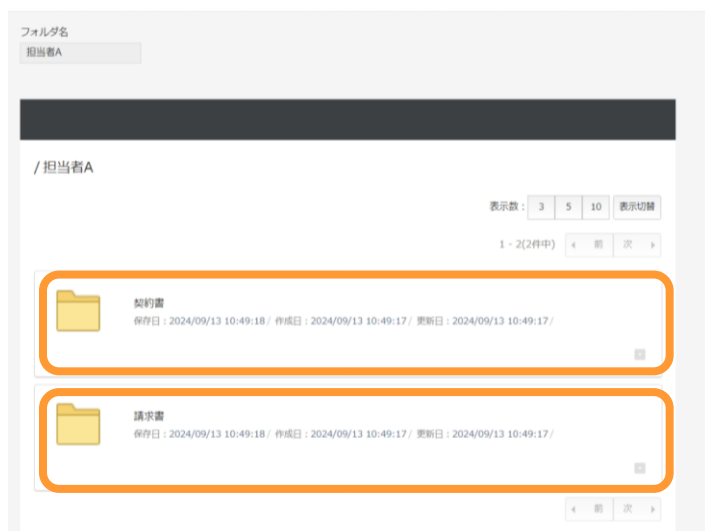 フォルダ名
担当者A
/ 担当者A
表示数： 3 5 10 表示切替
1 - 2(2件中) 前 次
契約書
保存日：2024/09/13 10:49:18/ 作成日：2024/09/13 10:49:17/ 更新日：2024/09/13 10:49:17/
請求書
保存日：2024/09/13 10:49:18/ 作成日：2024/09/13 10:49:17/ 更新日：2024/09/13 10:49:17/
前 次